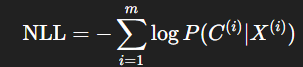 NLL = − ∑_{i=1}^{m} log P(C^{(i)}|X^{(i)})